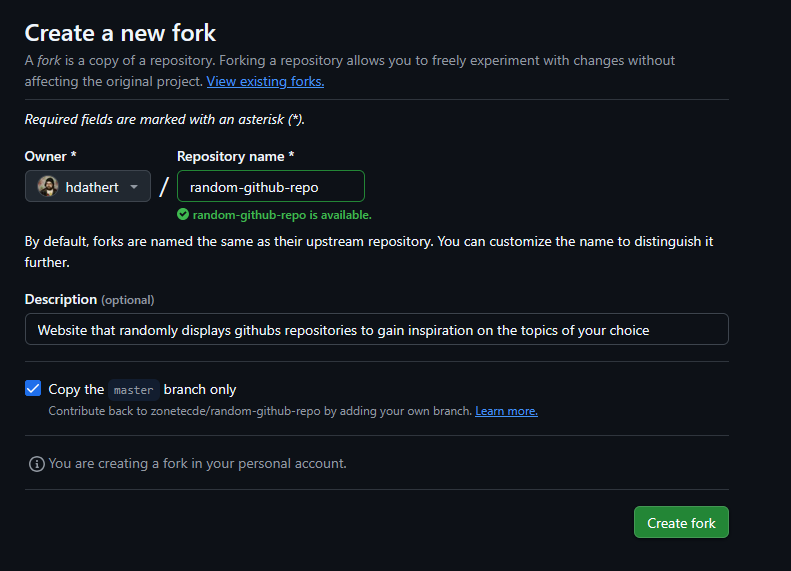 Create a new fork
A fork is a copy of a repository. Forking a repository allows you to freely experiment with changes without
affecting the original project. View existing forks.
Required fields are marked with an asterisk (*).
Owner *
Repository name *
hdathert
/
random-github-repo
random-github-repo is available.
By default, forks are named the same as their upstream repository. You can customize the name to distinguish it
further.
Description (optional)
Website that randomly displays githubs repositories to gain inspiration on the topics of your choice
Copy the master branch only
Contribute back to zonetecde/random-github-repo by adding your own branch. Learn more.
You are creating a fork in your personal account.
Create fork